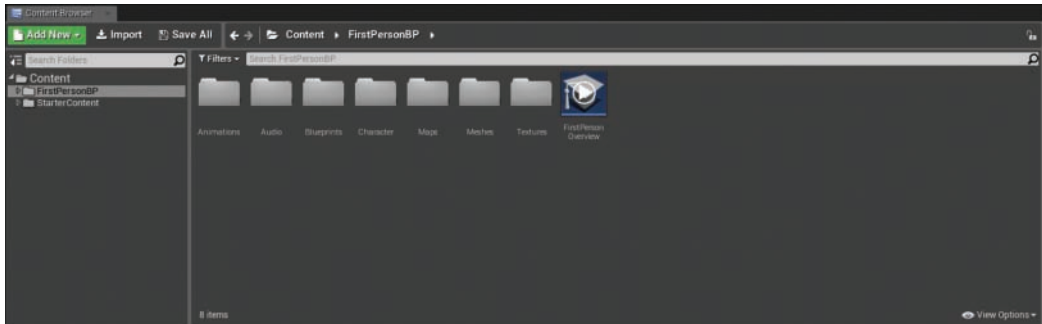 Content Browser
Add New Import Save All Content FirstPersonBP
Search Folders
Filters Search FirstPersonBP
Content
FirstPersonBP
StarterContent
Animations Audio Blueprints Character Maps Meshes Textures FirstPerson
Overview
8 items View Options